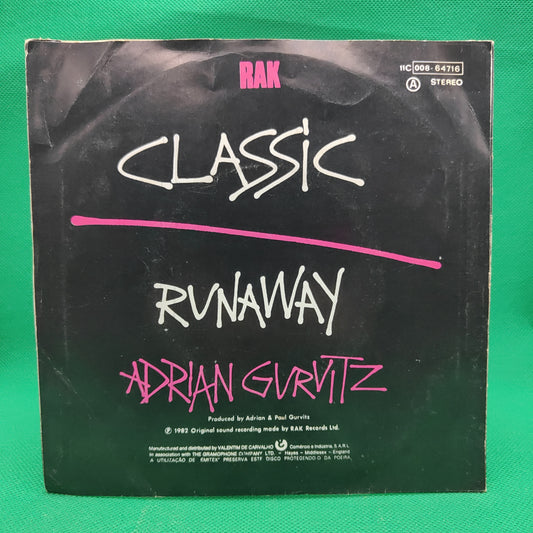 RAK
11C 008-64716
A STEREO
CLASSIC
RUNAWAY
ADRIAN GURVITZ
Produced by Adrian & Paul Gurvits
℗ 1982 Original sound recording made by RAK Records Ltd.
Manufactured and distributed by VALENTIM DE CARVALHO Comércio e Indústria, S.A.R.L.
In association with THE GRAMOPHONE COMPANY LTD. - Hayes - Middlesex - England
A UTILIZAÇÃO DE "EMITEX" PRESERVA ESTE DISCO PROTEGENDO-O DA POEIRA